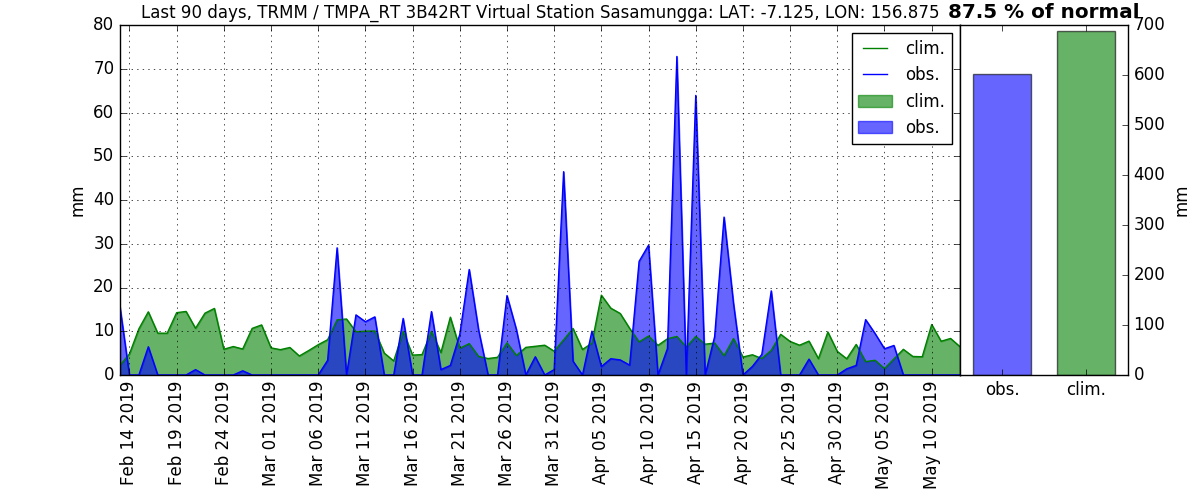 Last 90 days, TRMM / TMPA_RT 3B42RT Virtual Station Sasamungga: LAT: -7.125, LON: 156.875 87.5 % of normal
80
70
60
50
40
30
20
10
0
mm
clim.
obs.
clim.
obs.
Feb 14 2019
Feb 19 2019
Feb 24 2019
Mar 01 2019
Mar 06 2019
Mar 11 2019
Mar 16 2019
Mar 21 2019
Mar 26 2019
Mar 31 2019
Apr 05 2019
Apr 10 2019
Apr 15 2019
Apr 20 2019
Apr 25 2019
Apr 30 2019
May 05 2019
May 10 2019
700
600
500
400
300
200
100
0
mm
obs.
clim.